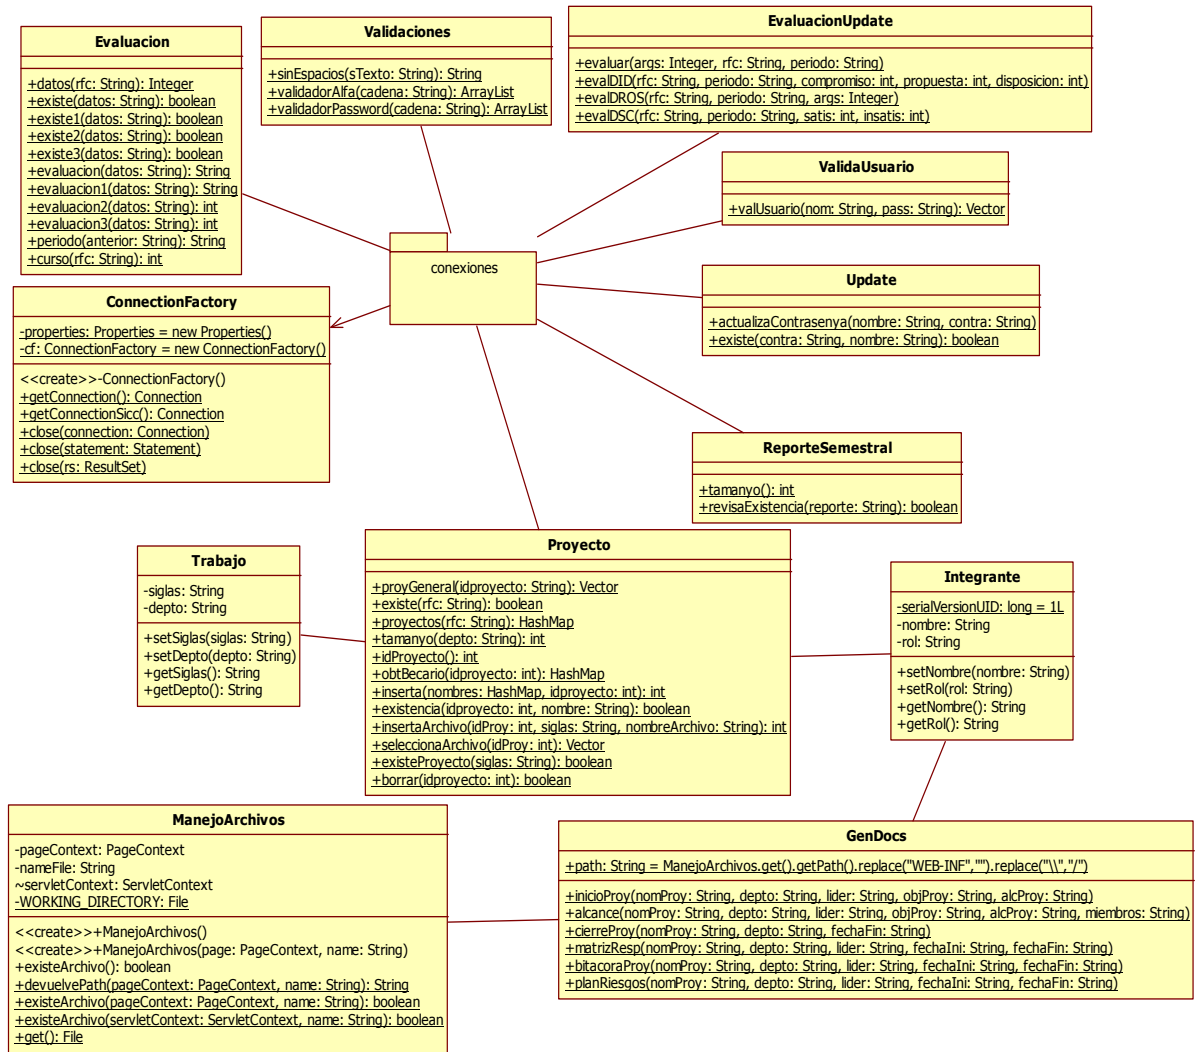 Evaluacion
+datos(rfc: String): Integer
+existe(datos: String): boolean
+existe1(datos: String): boolean
+existe2(datos: String): boolean
+existe3(datos: String): boolean
+evaluacion(datos: String): String
+evaluacion1(datos: String): String
+evaluacion2(datos: String): int
+evaluacion3(datos: String): int
+periodo(anterior: String): String
+curso(rfc: String): int
Validaciones
+sinEspacios(sTexto: String): String
+validadorAlfa(cadena: String): ArrayList
+validadorPassword(cadena: String): ArrayList
EvaluacionUpdate
+evaluar(args: Integer, rfc: String, periodo: String)
+evalDID(rfc: String, periodo: String, compromiso: int, propuesta: int, disposicion: int)
+evalDROS(rfc: String, periodo: String, args: Integer)
+evalDSC(rfc: String, periodo: String, satis: int, insatis: int)
ValidaUsuario
+valUsuario(nom: String, pass: String): Vector
conexiones
Update
+actualizaContrasenya(nombre: String, contra: String)
+existe(contra: String, nombre: String): boolean
ConnectionFactory
-properties: Properties = new Properties()
-cf: ConnectionFactory = new ConnectionFactory()
<<create>>-ConnectionFactory()
+getConnection(): Connection
+getConnectionSicc(): Connection
+close(connection: Connection)
+close(statement: Statement)
+close(rs: ResultSet)
ReporteSemestral
+tamanyo(): int
+revisaExistencia(reporte: String): boolean
Trabajo
-siglas: String
-depto: String
+setSiglas(siglas: String)
+setDepto(depto: String)
+getSiglas(): String
+getDepto(): String
Proyecto
+proyGeneral(idproyecto: String): Vector
+existe(rfc: String): boolean
+proyectos(rfc: String): HashMap
+tamanyo(depto: String): int
+idProyecto(): int
+obtBecario(idproyecto: int): HashMap
+inserta(nombres: HashMap, idproyecto: int): int
+existencia(idproyecto: int, nombre: String): boolean
+insertaArchivo(idProy: int, siglas: String, nombreArchivo: String): int
+seleccionaArchivo(idProy: int): Vector
+existeProyecto(siglas: String): boolean
+borrar(idproyecto: int): boolean
Integrante
-serialVersionUID: long = 1L
-nombre: String
-rol: String
+setNombre(nombre: String)
+setRol(rol: String)
+getNombre(): String
+getRol(): String
ManejoArchivos
-pageContext: PageContext
-nameFile: String
~servletContext: ServletContext
-WORKING_DIRECTORY: File
<<create>>+ManejoArchivos()
<<create>>+ManejoArchivos(page: PageContext, name: String)
+existeArchivo(): boolean
+devuelvePath(pageContext: PageContext, name: String): String
+existeArchivo(pageContext: PageContext, name: String): boolean
+existeArchivo(servletContext: ServletContext, name: String): boolean
+get(): File
GenDocs
+path: String = ManejoArchivos.get().getPath().replace("WEB-INF","").replace("\\","/")
+inicioProy(nomProy: String, depto: String, lider: String, objProy: String, alcProy: String)
+alcance(nomProy: String, depto: String, lider: String, objProy: String, alcProy: String, miembros: String)
+cierreProy(nomProy: String, depto: String, fechaFin: String)
+matrizResp(nomProy: String, depto: String, lider: String, fechaIni: String, fechaFin: String)
+bitacoraProy(nomProy: String, depto: String, lider: String, fechaIni: String, fechaFin: String)
+planRiesgos(nomProy: String, depto: String, lider: String, fechaIni: String, fechaFin: String)